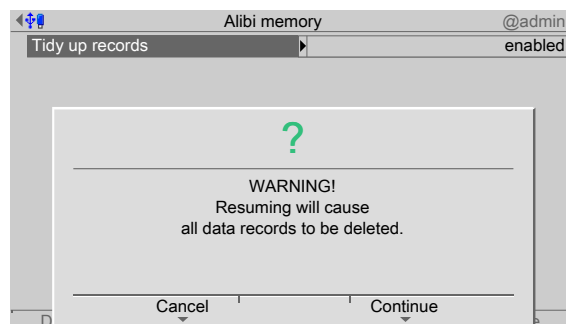 Alibi memory @admin
Tidy up records enabled
?
WARNING!
Resuming will cause
all data records to be deleted.
Cancel Continue